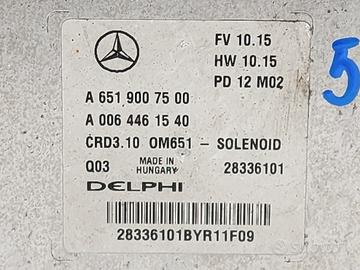 FV 10.15
HW 10.15
PD 12 M02
A 651 900 75 00
A 006 446 15 40
CRD3.10 OM651 - SOLENOID
Q03 MADE IN HUNGARY 28336101
DELPHI
28336101BYR11F09
5